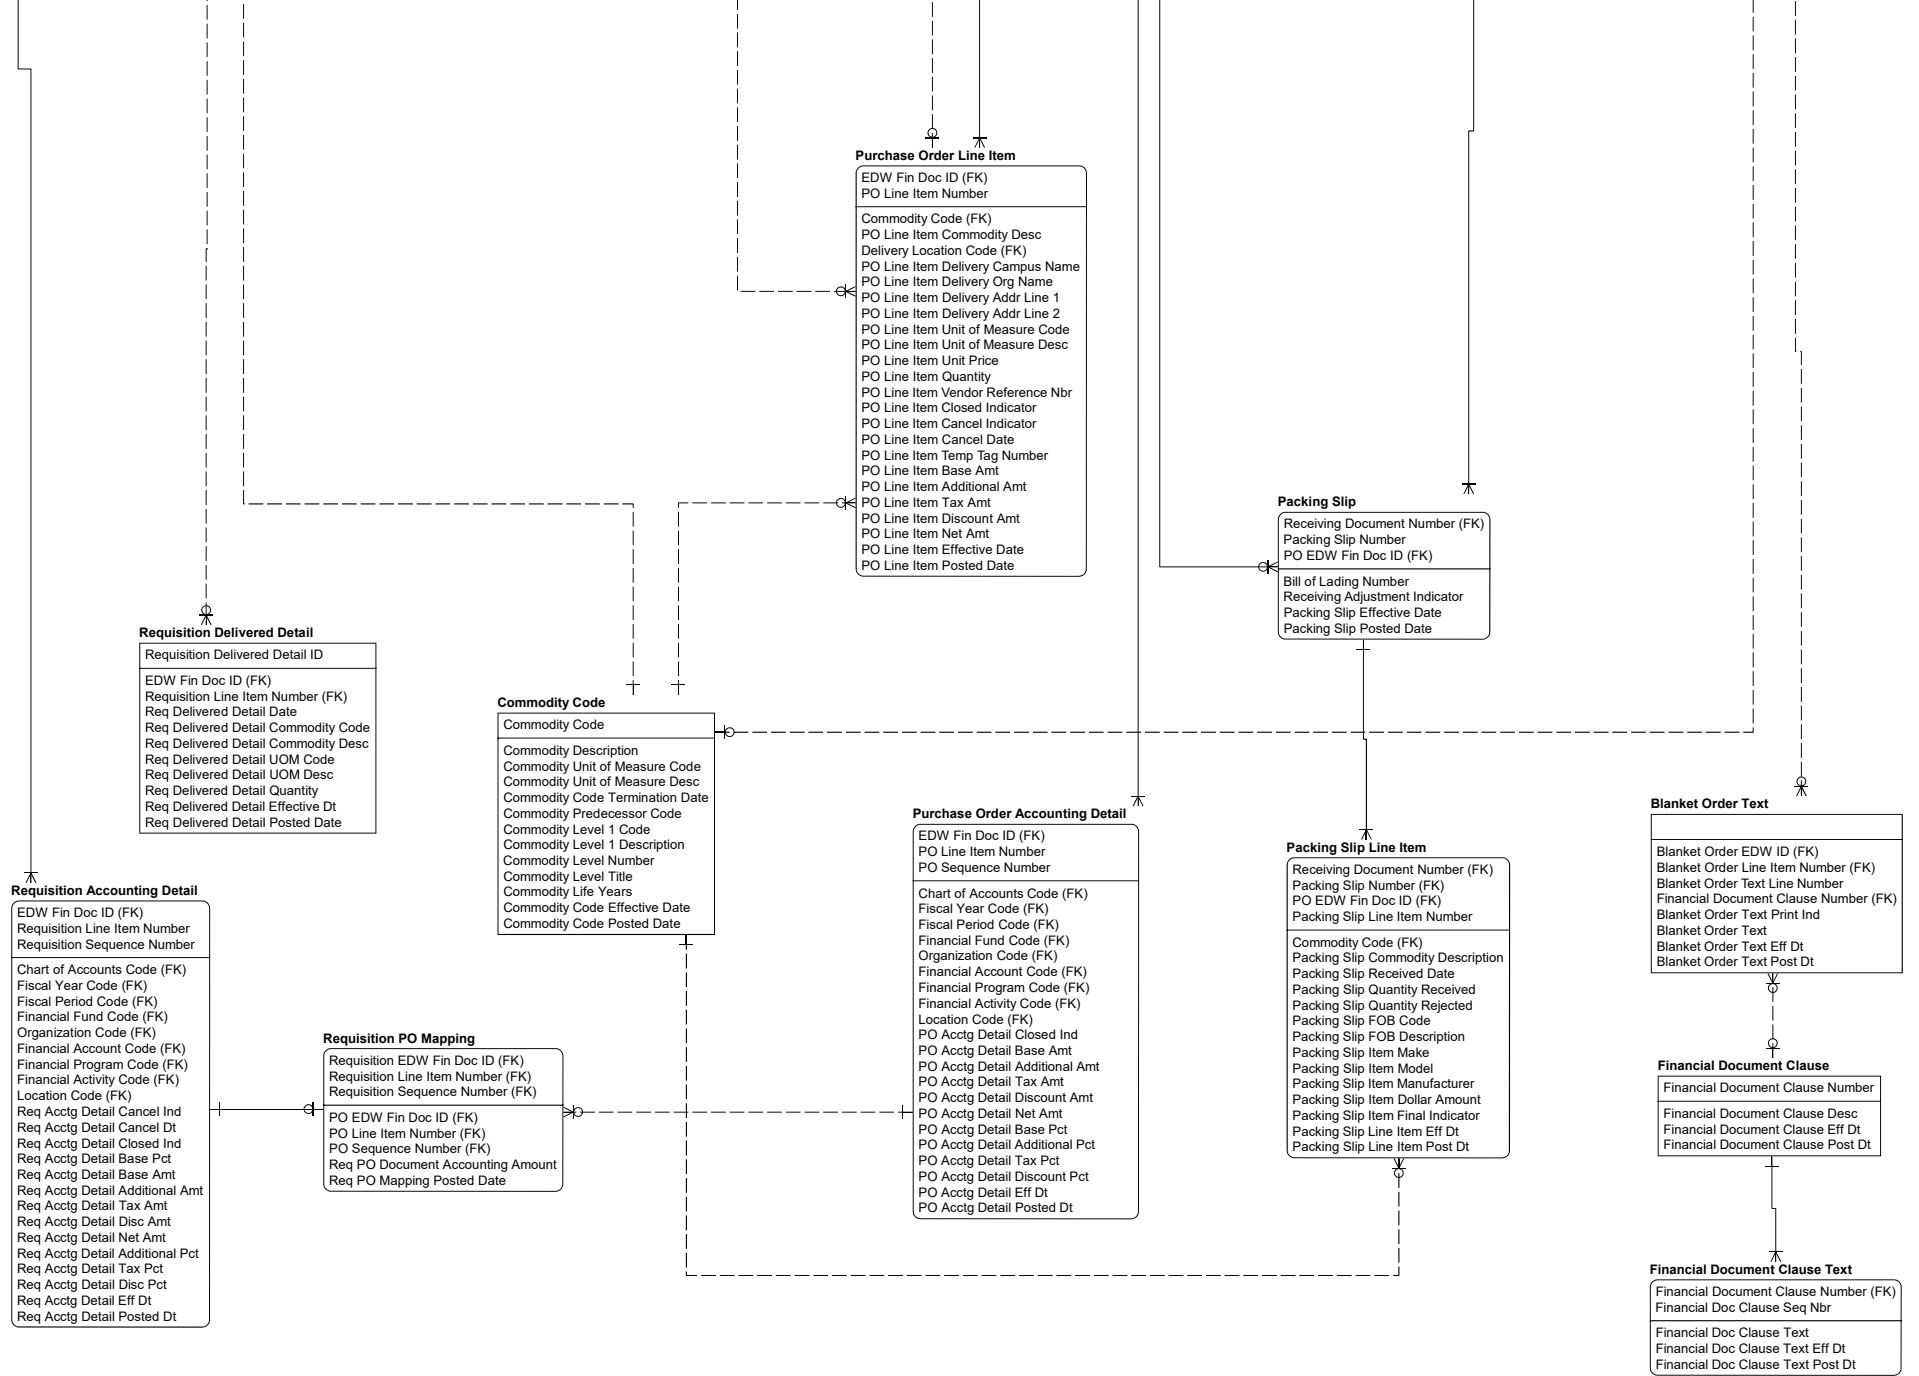 Purchase Order Line Item
EDW Fin Doc ID (FK)
PO Line Item Number
Commodity Code (FK)
PO Line Item Commodity Desc
Delivery Location Code (FK)
PO Line Item Delivery Campus Name
PO Line Item Delivery Org Name
PO Line Item Delivery Addr Line 1
PO Line Item Delivery Addr Line 2
PO Line Item Unit of Measure Code
PO Line Item Unit of Measure Desc
PO Line Item Unit Price
PO Line Item Quantity
PO Line Item Vendor Reference Nbr
PO Line Item Closed Indicator
PO Line Item Cancel Indicator
PO Line Item Cancel Date
PO Line Item Temp Tag Number
PO Line Item Base Amt
PO Line Item Additional Amt
PO Line Item Tax Amt
PO Line Item Discount Amt
PO Line Item Net Amt
PO Line Item Effective Date
PO Line Item Posted Date
Packing Slip
Receiving Document Number (FK)
Packing Slip Number
PO EDW Fin Doc ID (FK)
Bill of Lading Number
Receiving Adjustment Indicator
Packing Slip Effective Date
Packing Slip Posted Date
Requisition Delivered Detail
Requisition Delivered Detail ID
EDW Fin Doc ID (FK)
Requisition Line Item Number (FK)
Req Delivered Detail Date
Req Delivered Detail Commodity Code
Req Delivered Detail Commodity Desc
Req Delivered Detail UOM Code
Req Delivered Detail UOM Desc
Req Delivered Detail Quantity
Req Delivered Detail Effective Dt
Req Delivered Detail Posted Date
Commodity Code
Commodity Code
Commodity Description
Commodity Unit of Measure Code
Commodity Unit of Measure Desc
Commodity Code Termination Date
Commodity Predecessor Code
Commodity Level 1 Code
Commodity Level 1 Description
Commodity Level Number
Commodity Level Title
Commodity Life Years
Commodity Code Effective Date
Commodity Code Posted Date
Purchase Order Accounting Detail
EDW Fin Doc ID (FK)
PO Line Item Number
PO Sequence Number
Chart of Accounts Code (FK)
Fiscal Year Code (FK)
Fiscal Period Code (FK)
Financial Fund Code (FK)
Organization Code (FK)
Financial Account Code (FK)
Financial Program Code (FK)
Financial Activity Code (FK)
Location Code (FK)
PO Acctg Detail Closed Ind
PO Acctg Detail Base Amt
PO Acctg Detail Additional Amt
PO Acctg Detail Tax Amt
PO Acctg Detail Discount Amt
PO Acctg Detail Net Amt
PO Acctg Detail Base Pct
PO Acctg Detail Additional Pct
PO Acctg Detail Tax Pct
PO Acctg Detail Discount Pct
PO Acctg Detail Eff Dt
PO Acctg Detail Posted Dt
Packing Slip Line Item
Receiving Document Number (FK)
Packing Slip Number (FK)
PO EDW Fin Doc ID (FK)
Packing Slip Line Item Number
Commodity Code (FK)
Packing Slip Commodity Description
Packing Slip Received Date
Packing Slip Quantity Received
Packing Slip Quantity Rejected
Packing Slip FOB Code
Packing Slip FOB Description
Packing Slip Item Make
Packing Slip Item Model
Packing Slip Item Manufacturer
Packing Slip Item Dollar Amount
Packing Slip Item Final Indicator
Packing Slip Line Item Eff Dt
Packing Slip Line Item Post Dt
Blanket Order Text
Blanket Order EDW ID (FK)
Blanket Order Line Item Number (FK)
Blanket Order Text Line Number
Financial Document Clause Number (FK)
Blanket Order Text Print Ind
Blanket Order Text
Blanket Order Text Eff Dt
Blanket Order Text Post Dt
Requisition Accounting Detail
EDW Fin Doc ID (FK)
Requisition Line Item Number
Requisition Sequence Number
Chart of Accounts Code (FK)
Fiscal Year Code (FK)
Fiscal Period Code (FK)
Financial Fund Code (FK)
Organization Code (FK)
Financial Account Code (FK)
Financial Program Code (FK)
Financial Activity Code (FK)
Location Code (FK)
Req Acctg Detail Cancel Ind
Req Acctg Detail Cancel Dt
Req Acctg Detail Closed Ind
Req Acctg Detail Base Pct
Req Acctg Detail Base Amt
Req Acctg Detail Additional Amt
Req Acctg Detail Tax Amt
Req Acctg Detail Disc Amt
Req Acctg Detail Net Amt
Req Acctg Detail Additional Pct
Req Acctg Detail Tax Pct
Req Acctg Detail Disc Pct
Req Acctg Detail Eff Dt
Req Acctg Detail Posted Dt
Requisition PO Mapping
Requisition EDW Fin Doc ID (FK)
Requisition Line Item Number (FK)
Requisition Sequence Number (FK)
PO EDW Fin Doc ID (FK)
PO Line Item Number (FK)
PO Sequence Number (FK)
Req PO Document Accounting Amount
Req PO Mapping Posted Date
Financial Document Clause
Financial Document Clause Number
Financial Document Clause Desc
Financial Document Clause Eff Dt
Financial Document Clause Post Dt
Financial Document Clause Text
Financial Document Clause Number (FK)
Financial Doc Clause Seq Nbr
Financial Doc Clause Text
Financial Doc Clause Text Eff Dt
Financial Doc Clause Text Post Dt